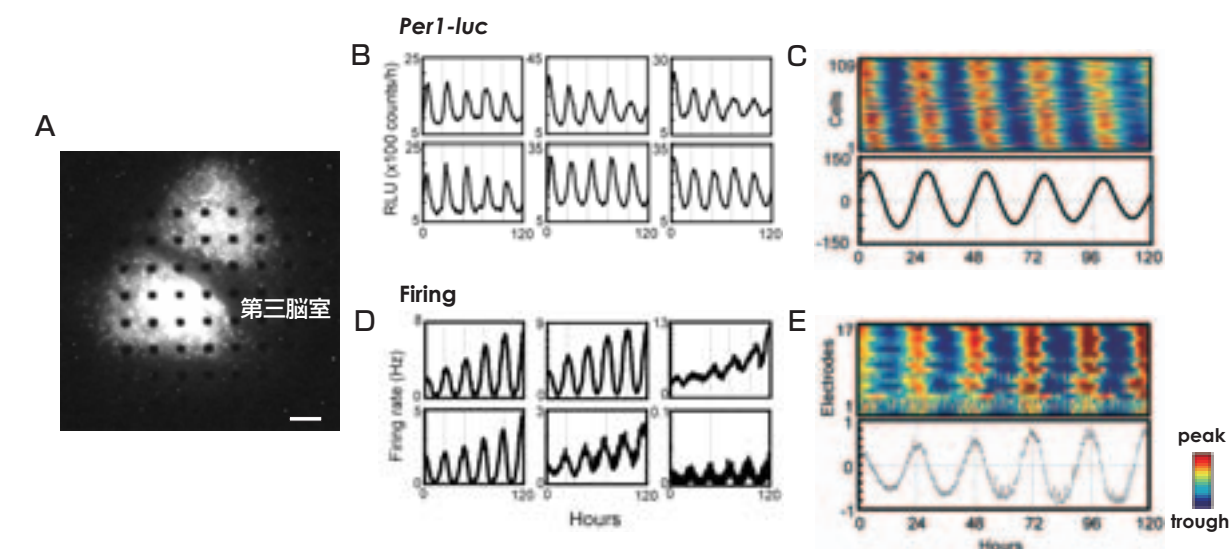 Per1-luc
A
B
RLU (x100 counts/h)
25
5
45
5
30
5
25
5
0
120
35
5
0
120
35
5
0
120
C
Cells
109
1
150
0
-150
0 24 48 72 96 120
第三脳室
Firing
D
Firing rate (Hz)
8
0
9
0
13
0
5
0
0
120
3
0
0
120
0.1
0
0
120
Hours
E
Electrodes
17
1
1
0
-1
0 24 48 72 96 120
Hours
peak
trough